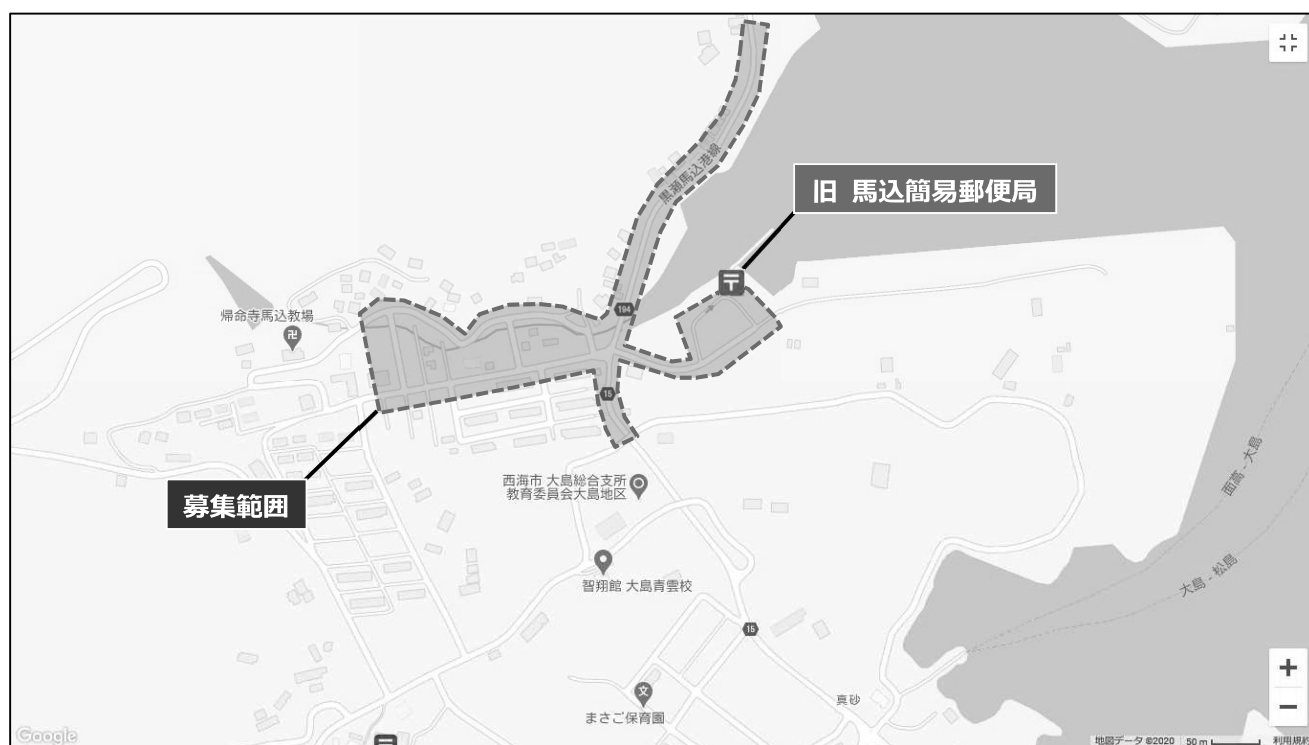 黒瀬馬込港線
旧 馬込簡易郵便局
194
帰命寺馬込教場
15
募集範囲
西海市 大島総合支所
教育委員会大島地区
面高 - 大島
智翔館 大島青雲校
大島 - 松島
15
真砂
まさご保育園
Google
地図データ ©2020
50 m
利用規約